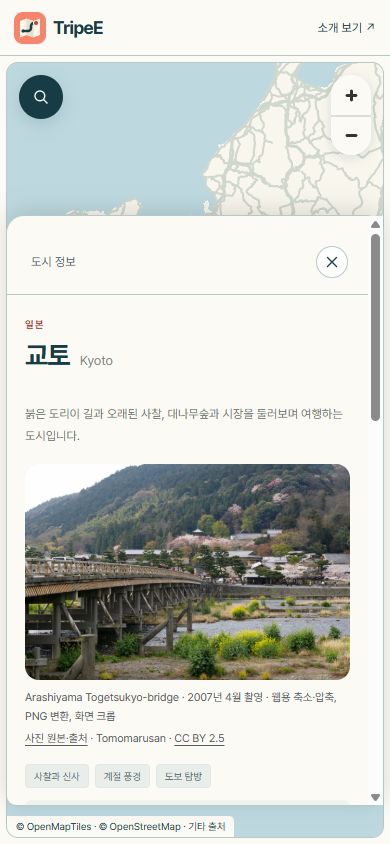 TripeE
소개 보기 ↗
+
−
도시 정보
일본
교토 Kyoto
붉은 도리이 길과 오래된 사찰, 대나무숲과 시장을 둘러보며 여행하는
도시입니다.
Arashiyama Togetsukyo-bridge · 2007년 4월 촬영 · 웹용 축소·압축,
PNG 변환, 화면 크롭
사진 원본·출처 · Tomomarusan · CC BY 2.5
사찰과 신사 계절 풍경 도보 탐방
© OpenMapTiles · © OpenStreetMap · 기타 출처